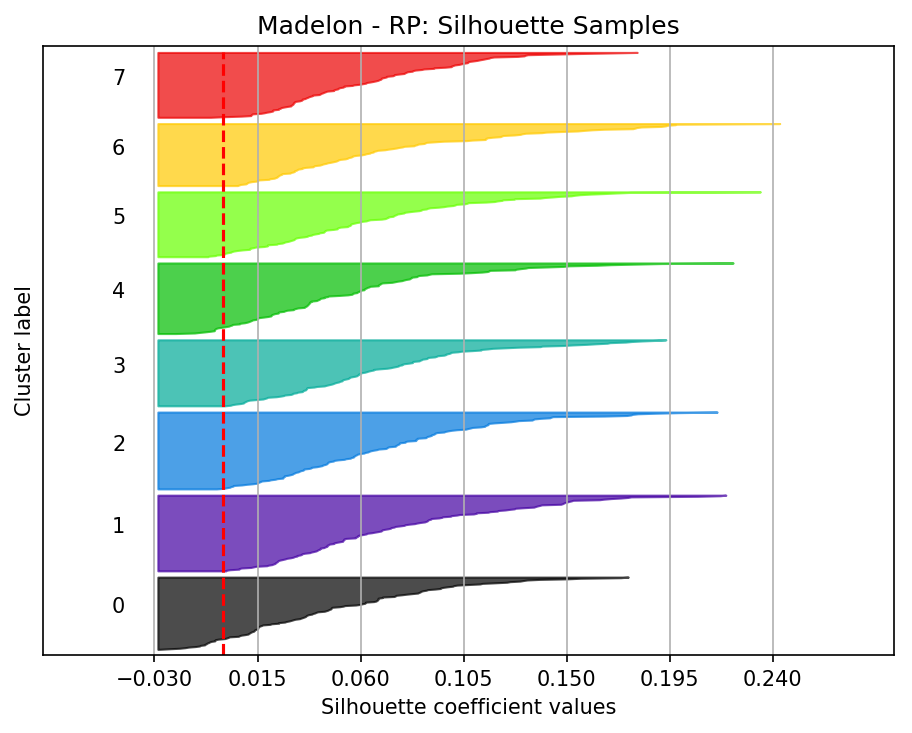 Madelon - RP: Silhouette Samples
7
6
5
4
3
2
1
0
Cluster label
−0.030 0.015 0.060 0.105 0.150 0.195 0.240
Silhouette coefficient values